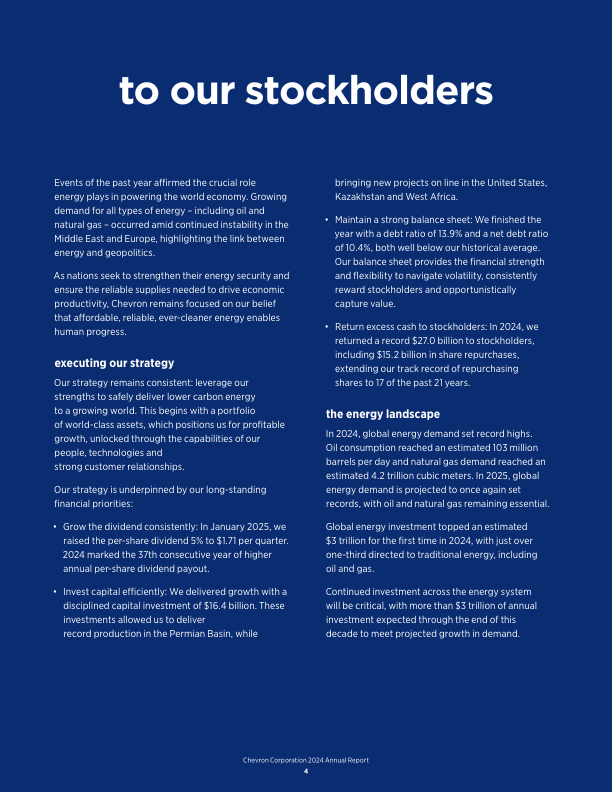 to our stockholders
Events of the past year affirmed the crucial role
energy plays in powering the world economy. Growing
demand for all types of energy – including oil and
natural gas – occurred amid continued instability in the
Middle East and Europe, highlighting the link between
energy and geopolitics.
As nations seek to strengthen their energy security and
ensure the reliable supplies needed to drive economic
productivity, Chevron remains focused on our belief
that affordable, reliable, ever-cleaner energy enables
human progress.
executing our strategy
Our strategy remains consistent: leverage our
strengths to safely deliver lower carbon energy
to a growing world. This begins with a portfolio
of world-class assets, which positions us for profitable
growth, unlocked through the capabilities of our
people, technologies and
strong customer relationships.
Our strategy is underpinned by our long-standing
financial priorities:
• Grow the dividend consistently: In January 2025, we
raised the per-share dividend 5% to $1.71 per quarter.
2024 marked the 37th consecutive year of higher
annual per-share dividend payout.
• Invest capital efficiently: We delivered growth with a
disciplined capital investment of $16.4 billion. These
investments allowed us to deliver
record production in the Permian Basin, while
bringing new projects on line in the United States,
Kazakhstan and West Africa.
• Maintain a strong balance sheet: We finished the
year with a debt ratio of 13.9% and a net debt ratio
of 10.4%, both well below our historical average.
Our balance sheet provides the financial strength
and flexibility to navigate volatility, consistently
reward stockholders and opportunistically
capture value.
• Return excess cash to stockholders: In 2024, we
returned a record $27.0 billion to stockholders,
including $15.2 billion in share repurchases,
extending our track record of repurchasing
shares to 17 of the past 21 years.
the energy landscape
In 2024, global energy demand set record highs.
Oil consumption reached an estimated 103 million
barrels per day and natural gas demand reached an
estimated 4.2 trillion cubic meters. In 2025, global
energy demand is projected to once again set
records, with oil and natural gas remaining essential.
Global energy investment topped an estimated
$3 trillion for the first time in 2024, with just over
one-third directed to traditional energy, including
oil and gas.
Continued investment across the energy system
will be critical, with more than $3 trillion of annual
investment expected through the end of this
decade to meet projected growth in demand.
Chevron Corporation 2024 Annual Report
4